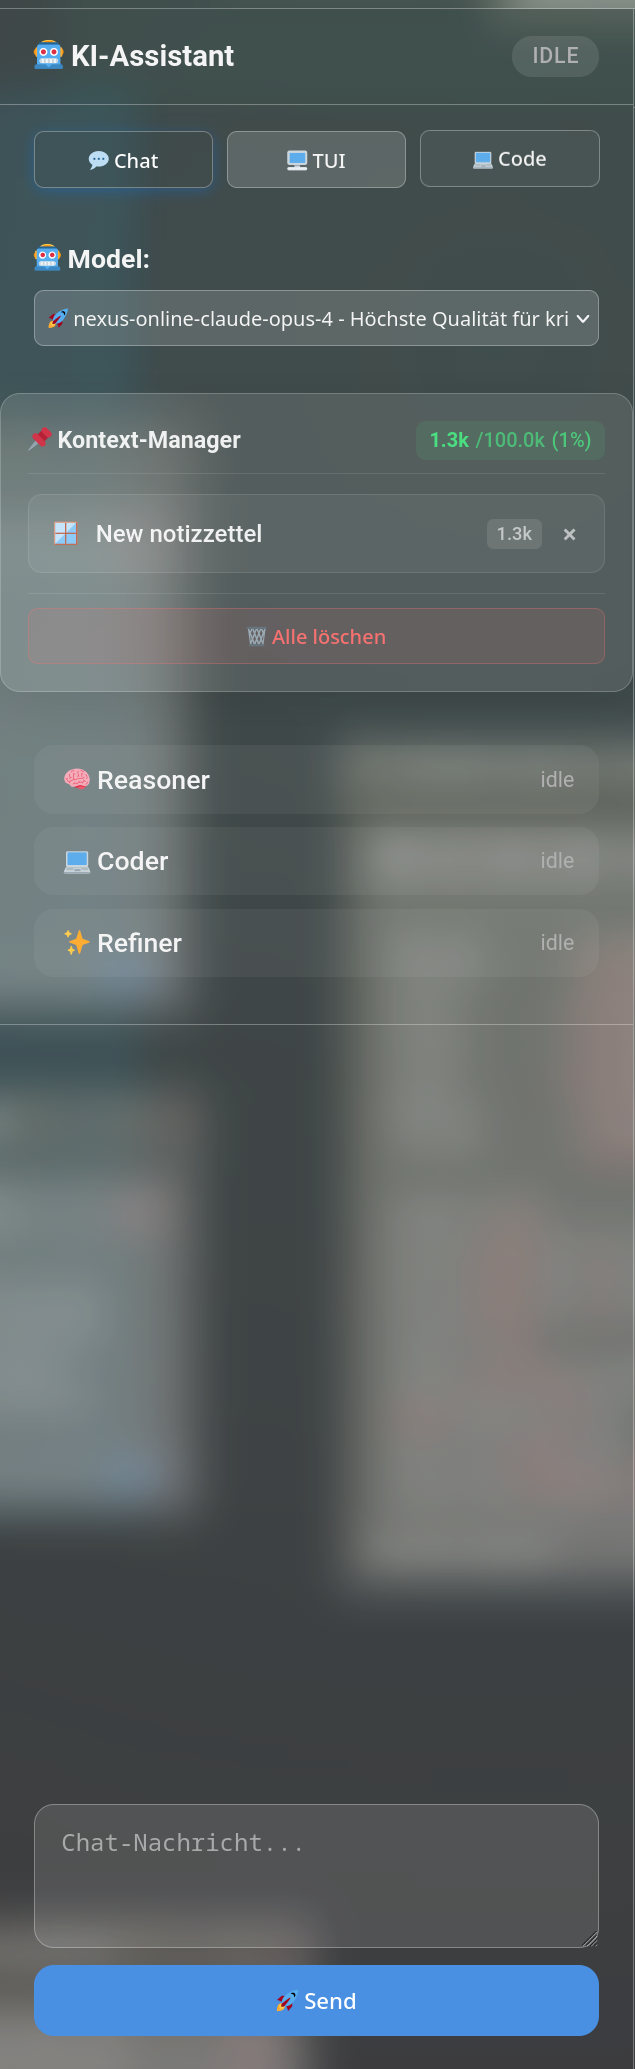 KI-Assistant
IDLE
Chat
TUI
Code
Model:
nexus-online-claude-opus-4 - Höchste Qualität für kri
Kontext-Manager
1.3k /100.0k (1%)
New notizzettel
1.3k ×
Alle löschen
Reasoner
idle
Coder
idle
Refiner
idle
Chat-Nachricht...
Send